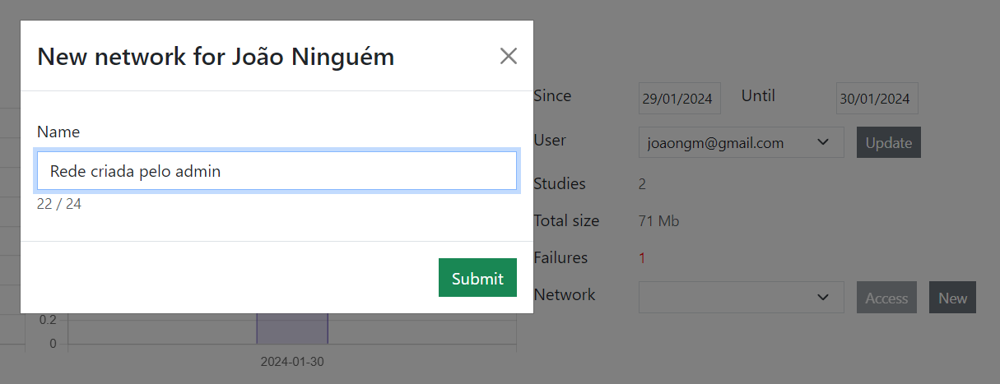 New network for João Ninguém
Name
Rede criada pelo admin
22 / 24
Submit
Since 29/01/2024 Until 30/01/2024
User joaongm@gmail.com Update
Studies 2
Total size 71 Mb
Failures 1
Network Access New
0.2
0
2024-01-30